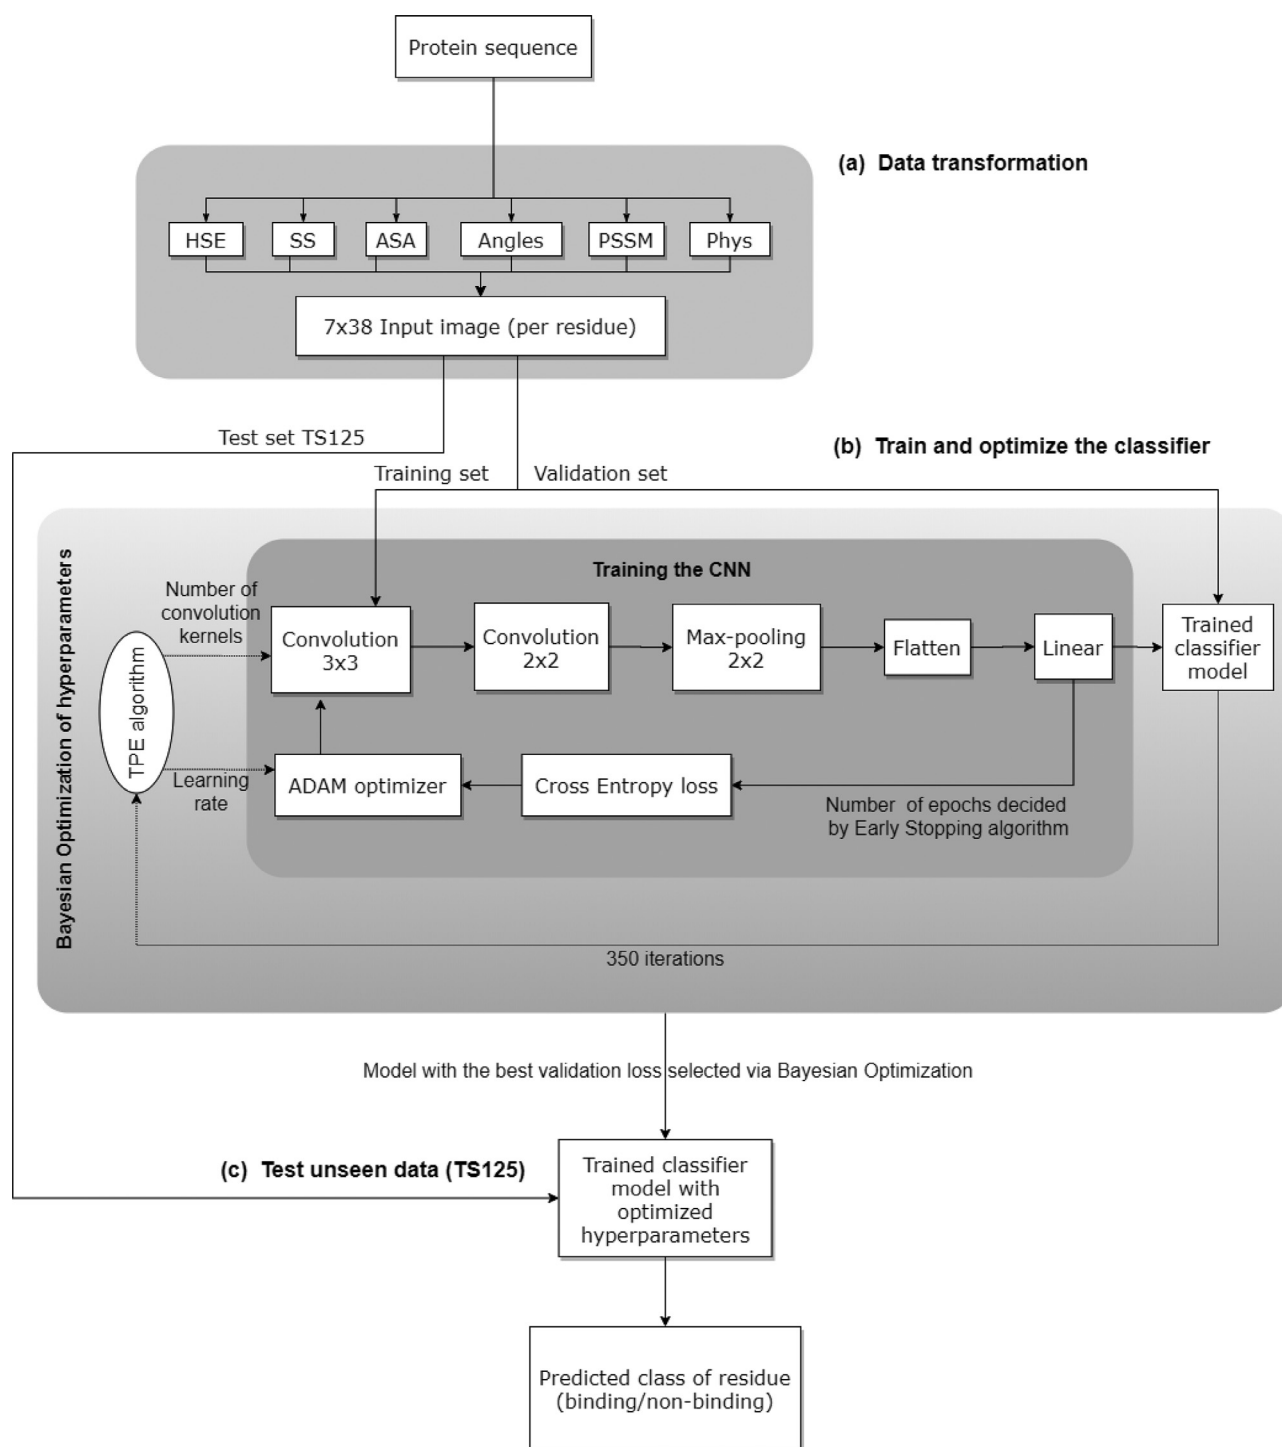 Protein sequence
(a) Data transformation
HSE
SS
ASA
Angles
PSSM
Phys
7x38 Input image (per residue)
Test set TS125
(b) Train and optimize the classifier
Training set
Validation set
Bayesian Optimization of hyperparameters
Training the CNN
Number of
convolution
kernels
Convolution
3x3
Convolution
2x2
Max-pooling
2x2
Flatten
Linear
Trained
classifier
model
TPE algorithm
Learning
rate
ADAM optimizer
Cross Entropy loss
Number of epochs decided
by Early Stopping algorithm
350 iterations
Model with the best validation loss selected via Bayesian Optimization
(c) Test unseen data (TS125)
Trained classifier
model with
optimized
hyperparameters
Predicted class of residue
(binding/non-binding)